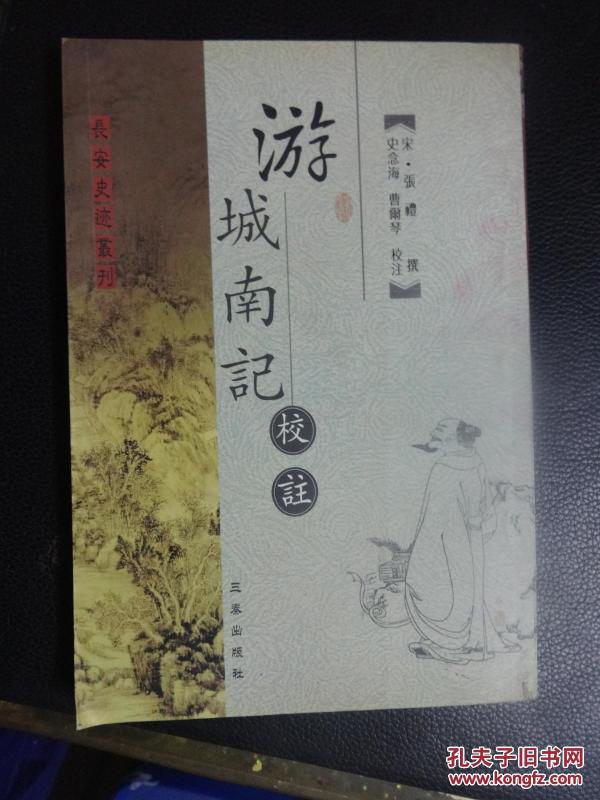 長安史迹叢刊
游城南記
校註
宋·張禮 撰
史念海 曹爾琴 校注
三秦出版社
孔夫子旧书网
www.kongfz.com